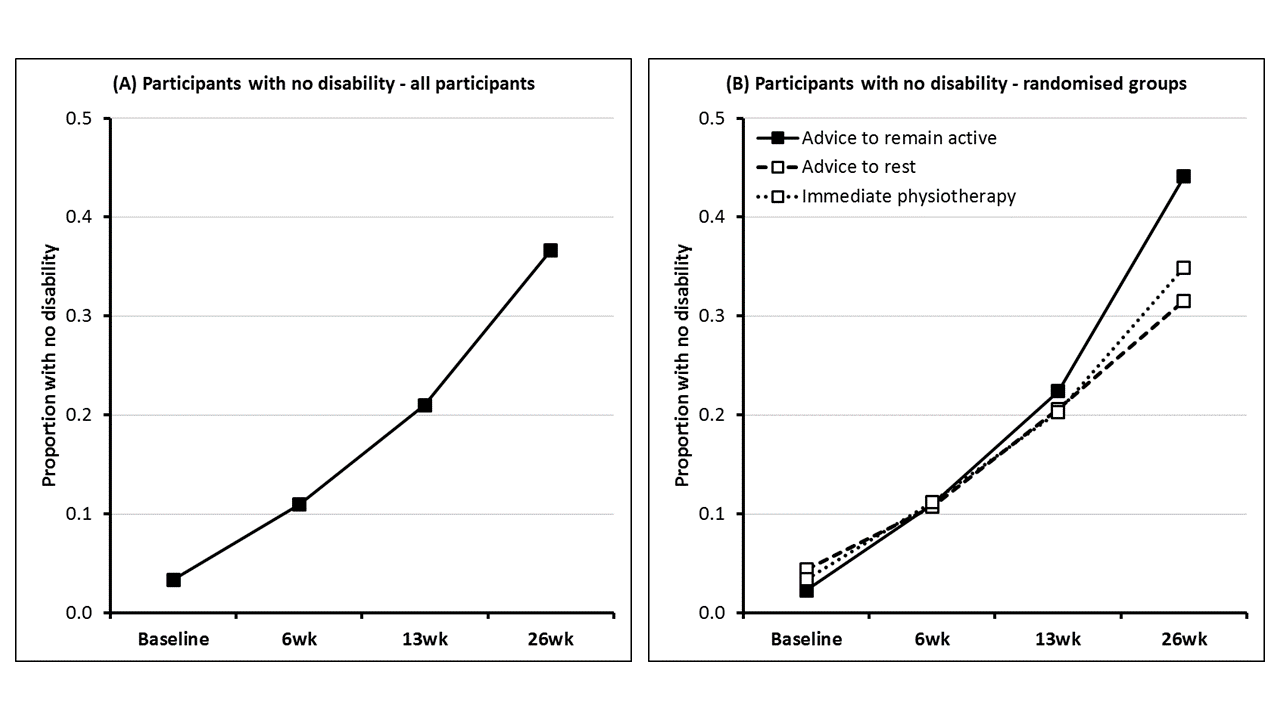 (A) Participants with no disability - all participants
0.5
0.4
0.3
0.2
0.1
0.0
Proportion with no disability
Baseline 6wk 13wk 26wk
(B) Participants with no disability - randomised groups
Advice to remain active
Advice to rest
Immediate physiotherapy
0.5
0.4
0.3
0.2
0.1
0.0
Proportion with no disability
Baseline 6wk 13wk 26wk